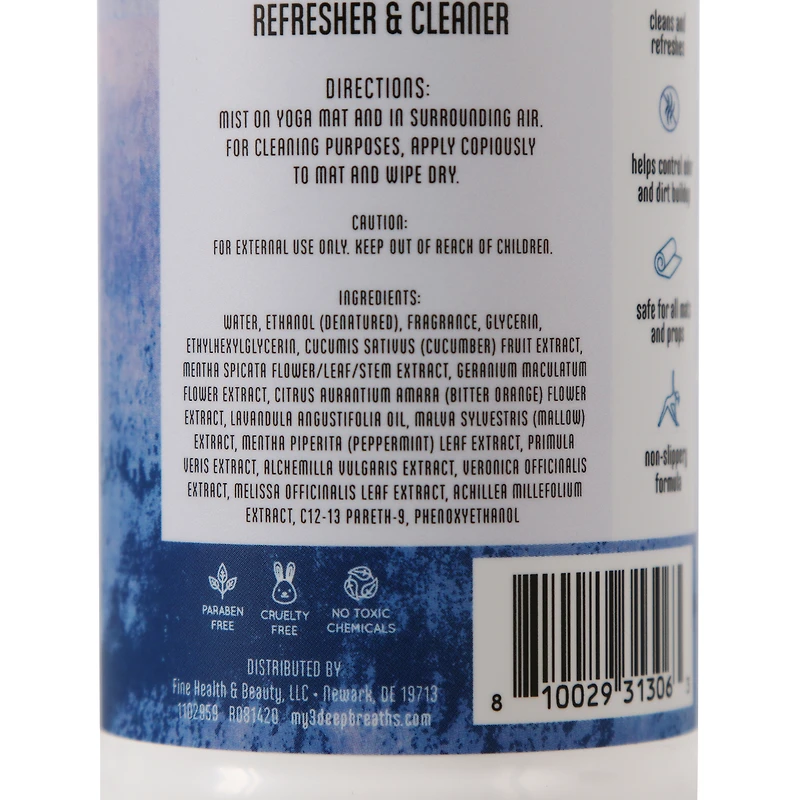 REFRESHER & CLEANER
DIRECTIONS:
MIST ON YOGA MAT AND IN SURROUNDING AIR.
FOR CLEANING PURPOSES, APPLY COPIOUSLY
TO MAT AND WIPE DRY.
CAUTION:
FOR EXTERNAL USE ONLY. KEEP OUT OF REACH OF CHILDREN.
INGREDIENTS:
WATER, ETHANOL (DENATURED), FRAGRANCE, GLYCERIN,
ETHYLHEXYLGLYCERIN, CUCUMIS SATIVUS (CUCUMBER) FRUIT EXTRACT,
MENTHA SPICATA FLOWER/LEAF/STEM EXTRACT, GERANIUM MACULATUM
FLOWER EXTRACT, CITRUS AURANTIUM AMARA (BITTER ORANGE) FLOWER
EXTRACT, LAVANDULA ANGUSTIFOLIA OIL, MALVA SYLVESTRIS (MALLOW)
EXTRACT, MENTHA PIPERITA (PEPPERMINT) LEAF EXTRACT, PRIMULA
VERIS EXTRACT, ALCHEMILLA VULGARIS EXTRACT, VERONICA OFFICINALIS
EXTRACT, MELISSA OFFICINALIS LEAF EXTRACT, ACHILLEA MILLEFOLIUM
EXTRACT, C12-13 PARETH-9, PHENOXYETHANOL
cleans and
refreshes
helps control odor
and dirt buildup
safe for all mats
and props
non-slippery
formula
PARABEN
FREE
CRUELTY
FREE
NO TOXIC
CHEMICALS
DISTRIBUTED BY
Fine Health & Beauty, LLC • Newark, DE 19713
1102959 R081420 my3deepbreaths.com
8 10029 31306 3